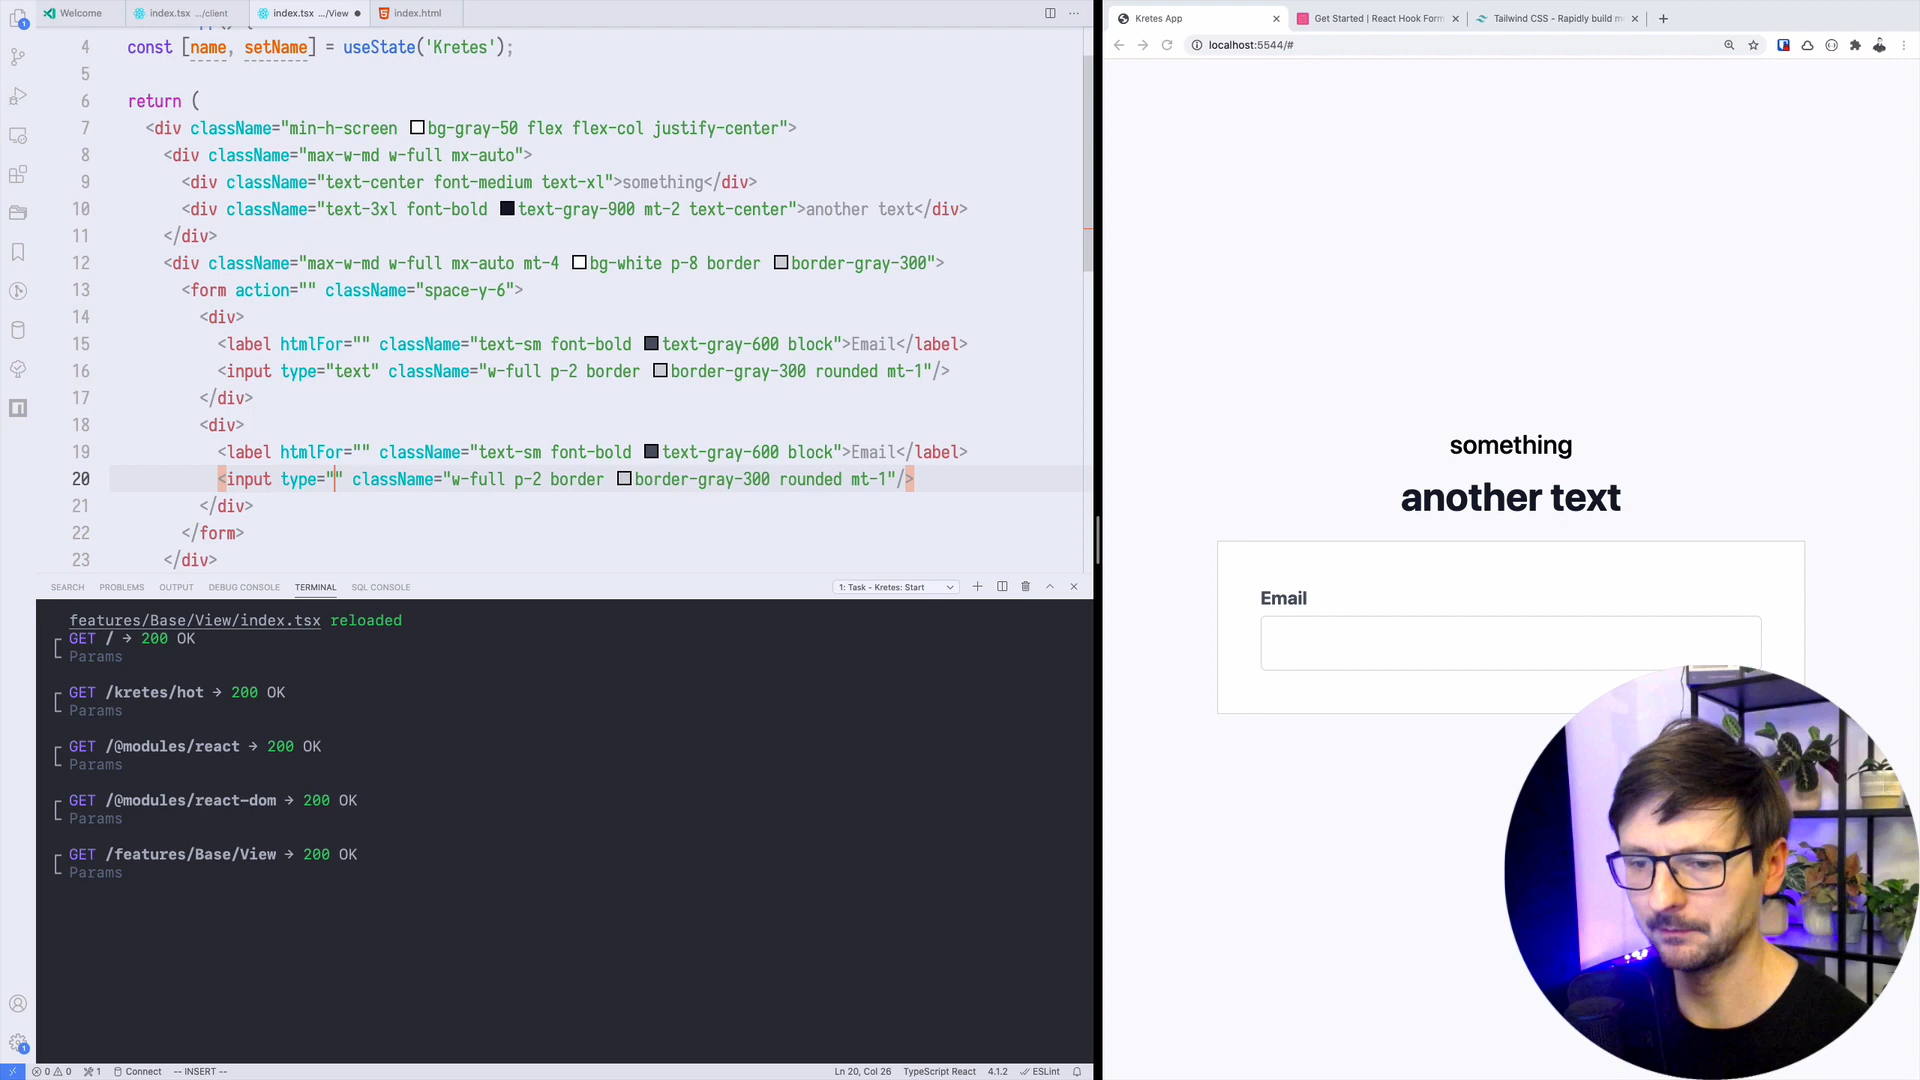 Welcome
index.tsx .../client
index.tsx .../View
index.html
4 const [name, setName] = useState('Kretes');
5
6 return (
7 <div className="min-h-screen bg-gray-50 flex flex-col justify-center">
8 <div className="max-w-md w-full mx-auto">
9 <div className="text-center font-medium text-xl">something</div>
10 <div className="text-3xl font-bold text-gray-900 mt-2 text-center">another text</div>
11 </div>
12 <div className="max-w-md w-full mx-auto mt-4 bg-white p-8 border border-gray-300">
13 <form action="" className="space-y-6">
14 <div>
15 <label htmlFor="" className="text-sm font-bold text-gray-600 block">Email</label>
16 <input type="text" className="w-full p-2 border border-gray-300 rounded mt-1"/>
17 </div>
18 <div>
19 <label htmlFor="" className="text-sm font-bold text-gray-600 block">Email</label>
20 <input type="" className="w-full p-2 border border-gray-300 rounded mt-1"/>
21 </div>
22 </form>
23 </div>
SEARCH PROBLEMS OUTPUT DEBUG CONSOLE TERMINAL SQL CONSOLE
1: Task - Kretes: Start
features/Base/View/index.tsx reloaded
GET / → 200 OK
Params
GET /kretes/hot → 200 OK
Params
GET /@modules/react → 200 OK
Params
GET /@modules/react-dom → 200 OK
Params
GET /features/Base/View → 200 OK
Params
1
1
0 0 1 Connect -- INSERT --
Ln 20, Col 26 TypeScript React 4.1.2 ESLint
Kretes App
Get Started | React Hook Form
Tailwind CSS - Rapidly build m
localhost:5544/#
something
another text
Email